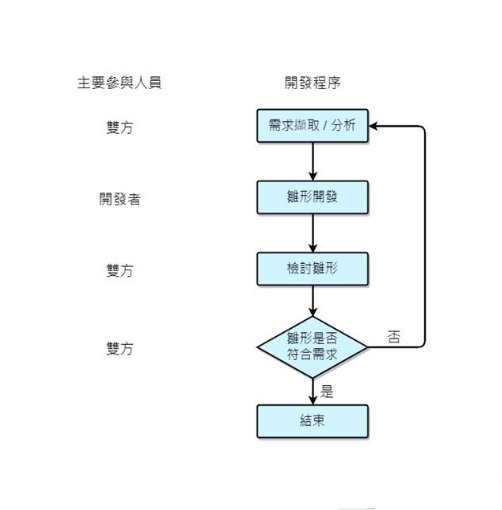 主要參與人員 開發程序
雙方 需求擷取 / 分析
開發者 雛形開發
雙方 檢討雛形
雙方 雛形是否
符合需求
否
是
結束